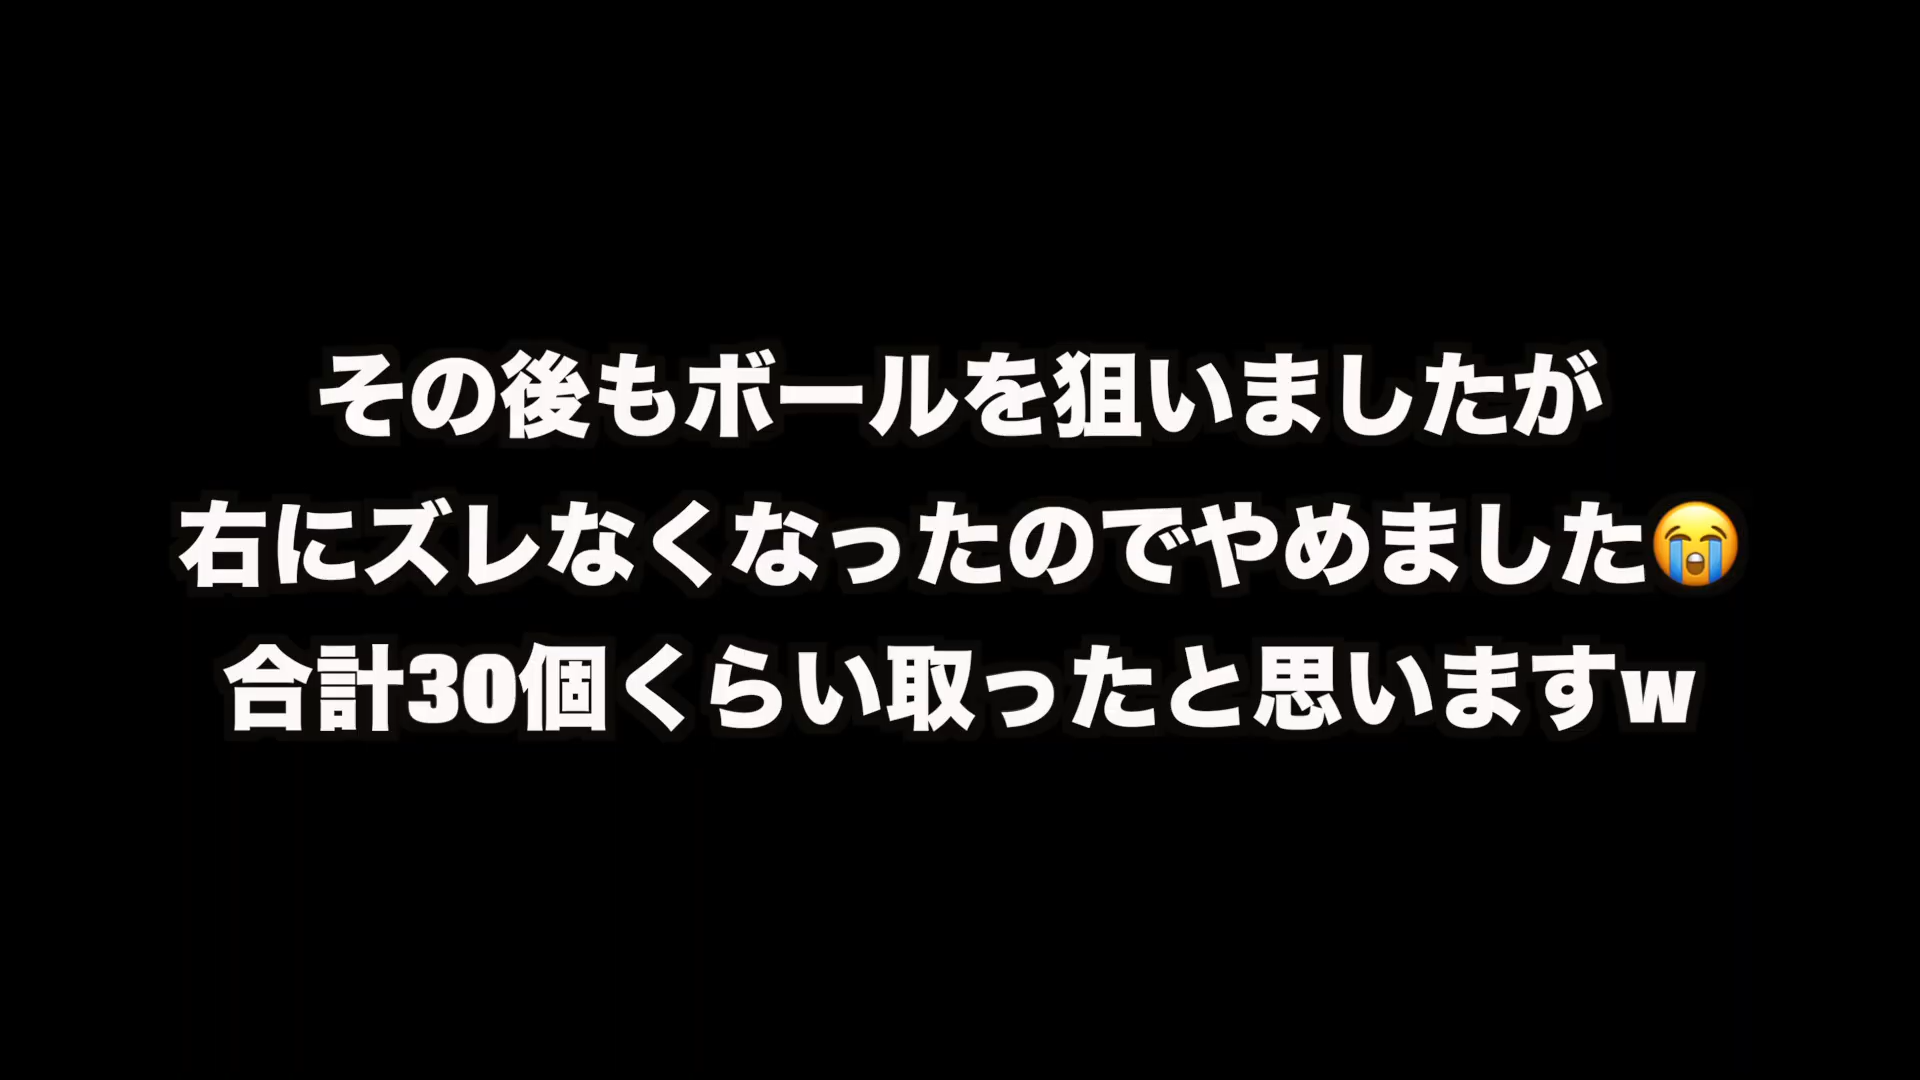 その後もボールを狙いましたが
右にズレなくなったのでやめました😭
合計30個くらい取ったと思いますw